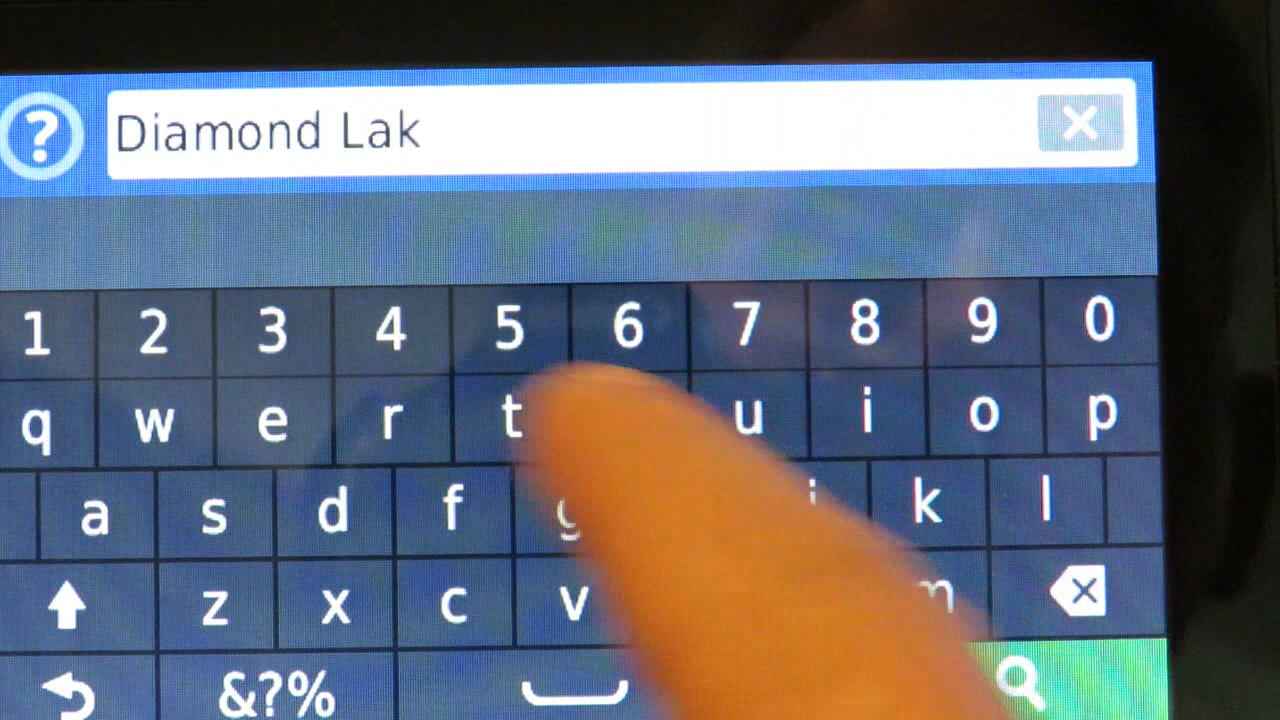 ? Diamond Lak
1 2 3 4 5 6 7 8 9 0
q w e r t u i o p
a s d f g j k l
z x c v m
&?%